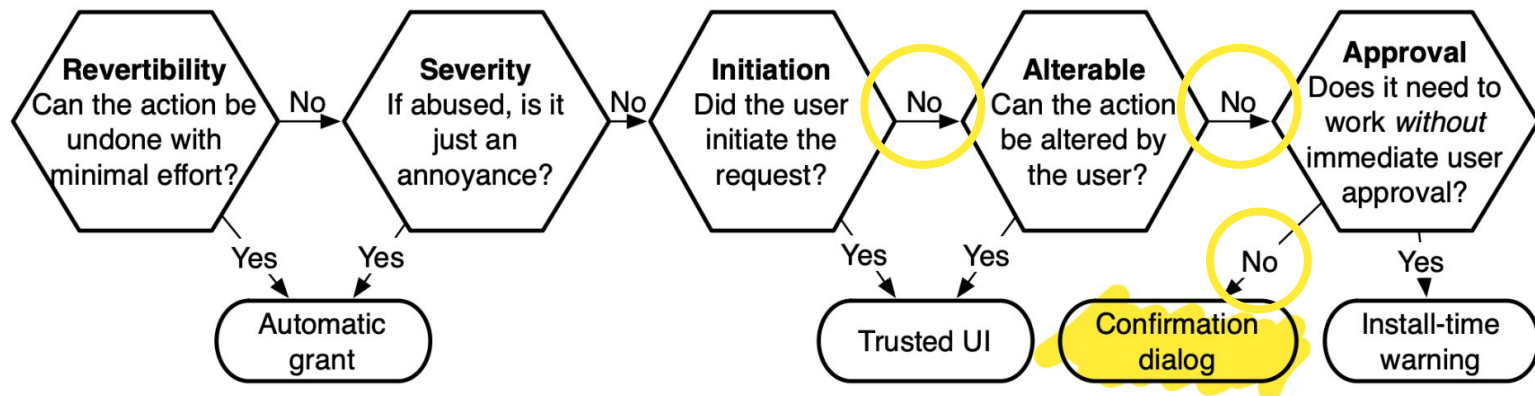 Revertibility
Can the action be
undone with
minimal effort?
No
Severity
If abused, is it
just an
annoyance?
No
Initiation
Did the user
initiate the
request?
No
Alterable
Can the action
be altered by
the user?
No
Approval
Does it need to
work without
immediate user
approval?
Yes
Yes
Yes
Yes
No
Yes
Automatic
grant
Trusted UI
Confirmation
dialog
Install-time
warning